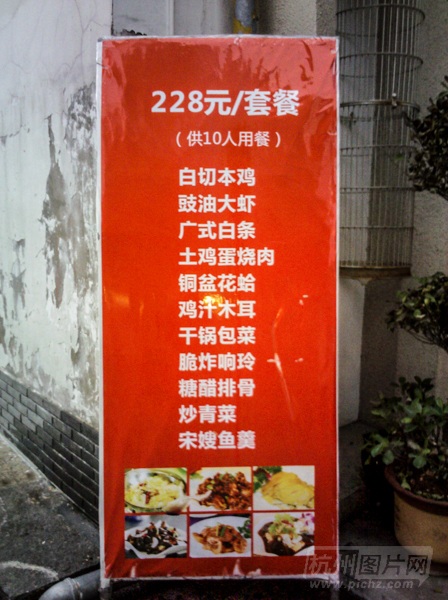 228元/套餐
（供10人用餐）
白切本鸡
豉油大虾
广式白条
土鸡蛋烧肉
铜盆花蛤
鸡汁木耳
干锅包菜
脆炸响玲
糖醋排骨
炒青菜
宋嫂鱼羹
杭州图片网
www.pichz.com